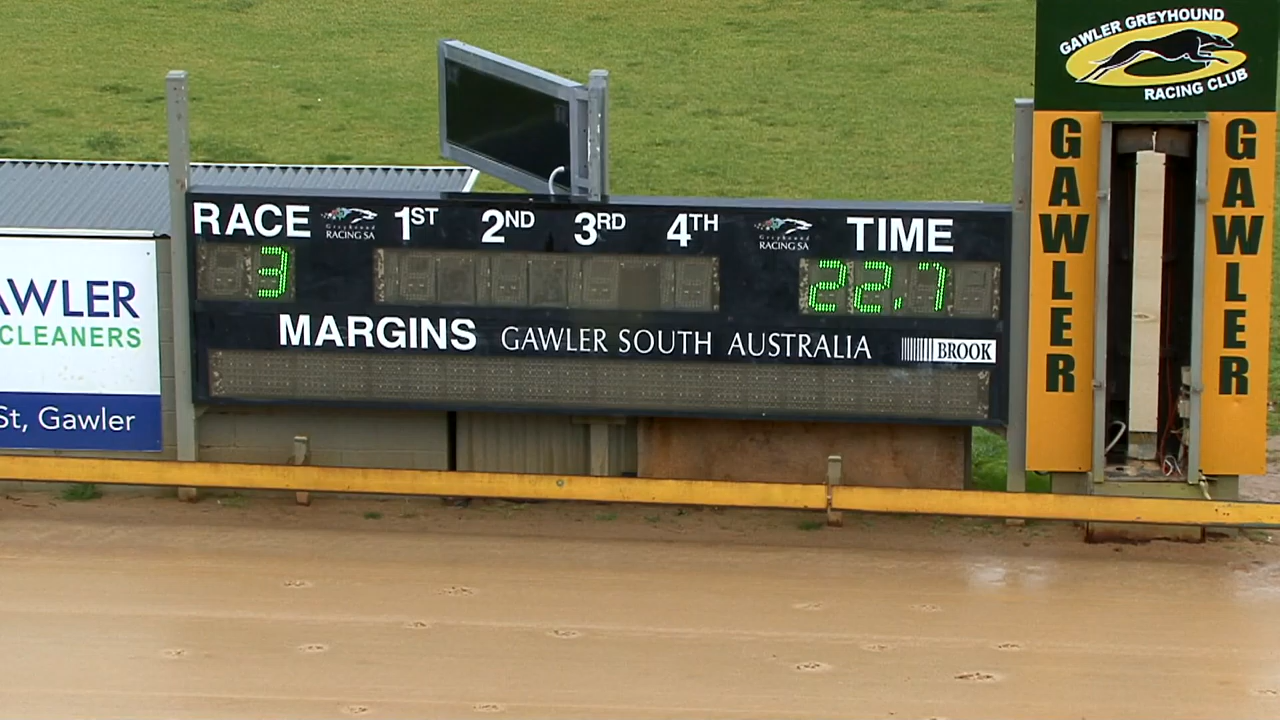 GAWLER GREYHOUND
RACING CLUB
GAWLER
GAWLER
RACE
Greyhound
RACING SA
1ST
2ND
3RD
4TH
Greyhound
RACING SA
TIME
3
22.7
MARGINS
GAWLER SOUTH AUSTRALIA
BROOK
AWLER
CLEANERS
St, Gawler